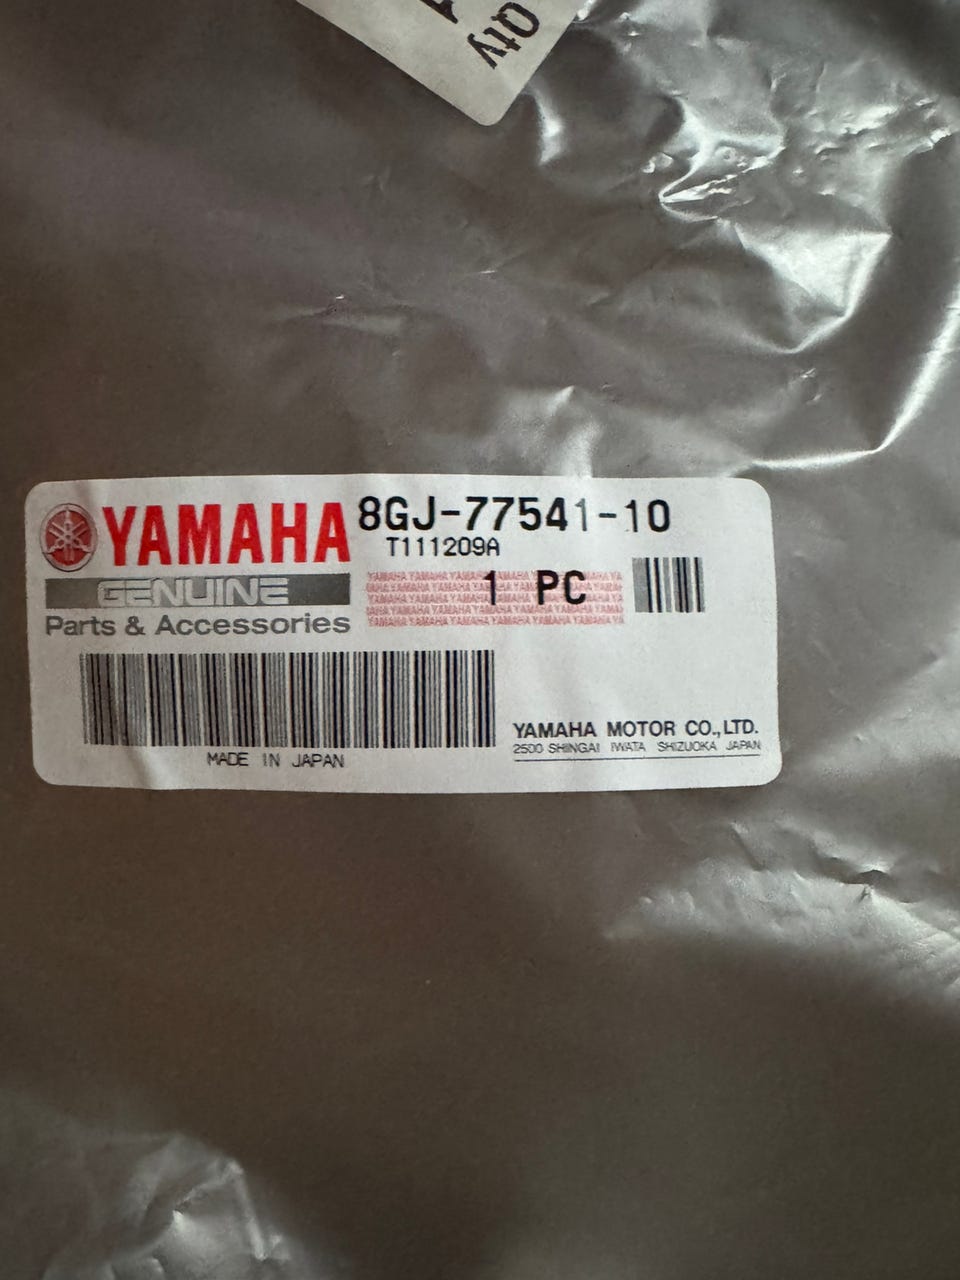 Qty
1
YAMAHA 8GJ-77541-10
T111209A
GENUINE 1 PC
Parts & Accessories
YAMAHA MOTOR CO.,LTD.
2500 SHINGAI IWATA SHIZUOKA JAPAN
MADE IN JAPAN